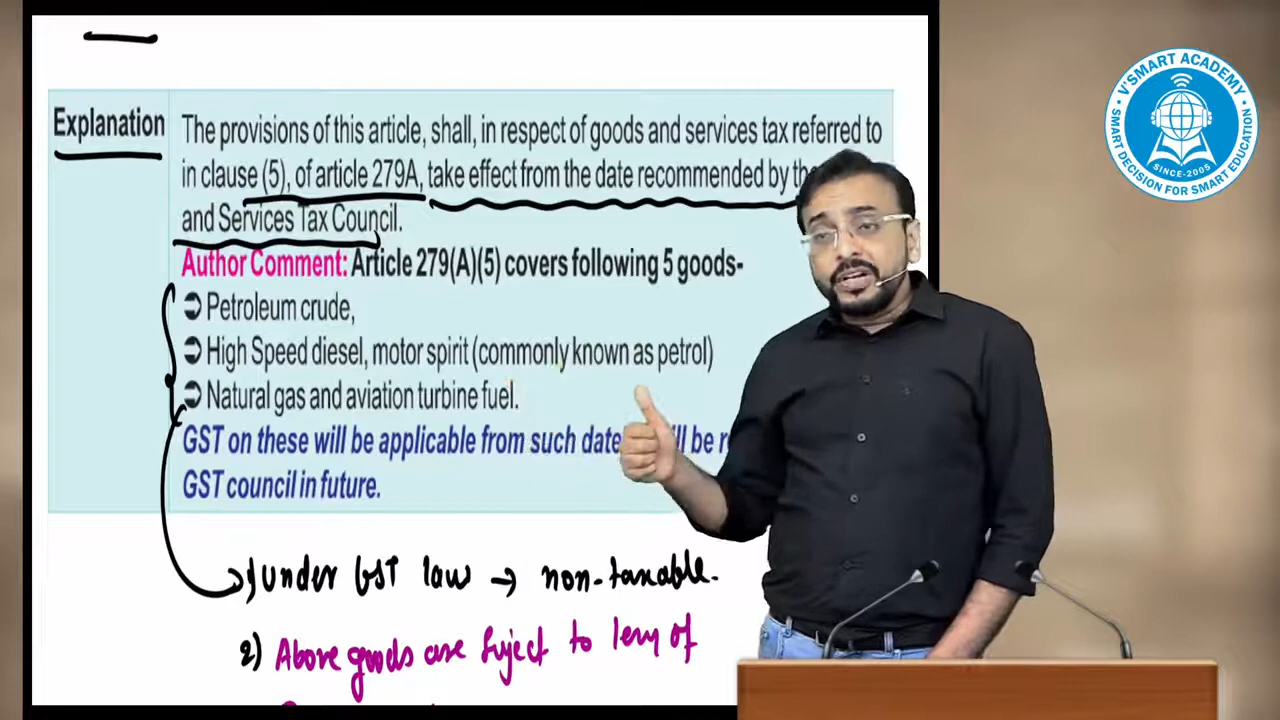 Explanation
The provisions of this article, shall, in respect of goods and services tax referred to
in clause (5), of article 279A, take effect from the date recommended by
and Services Tax Council.
Author Comment: Article 279(A)(5) covers following 5 goods-
➲ Petroleum crude,
➲ High Speed diesel, motor spirit (commonly known as petrol)
➲ Natural gas and aviation turbine fuel.
GST on these will be applicable from such date
GST council in future.
1) Under GST law → non-taxable.
2) Above goods are suject to levy of
V'SMART ACADEMY
SINCE-2005
SMART DECISION FOR SMART EDUCATION